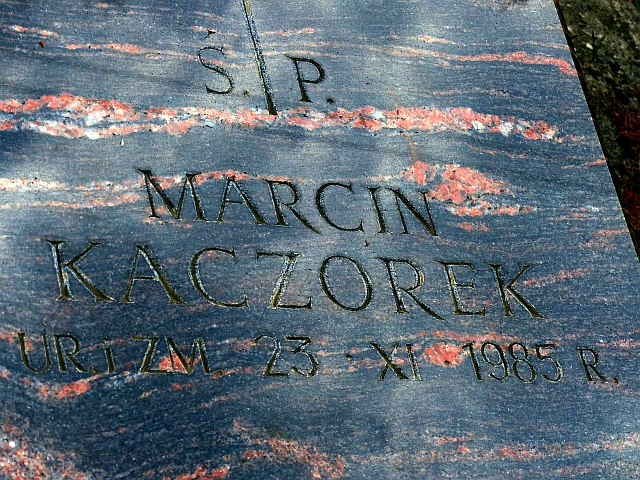 Ś. P.
MARCIN
KACZOREK
UR. i ZM. 23 · XI 1985 R.